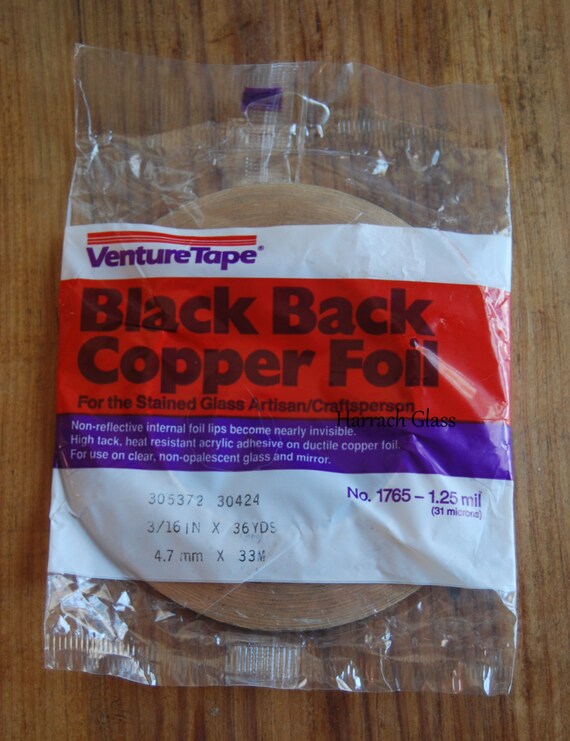 VentureTape®
Black Back
Copper Foil
For the Stained Glass Artisan/Craftsperson
Harrach Glass
Non-reflective internal foil lips become nearly invisible.
High tack, heat resistant acrylic adhesive on ductile copper foil.
For use on clear, non-opalescent glass and mirror.
No. 1765 – 1.25 mil
(31 microns)
305372 30424
3/16 IN X 36YDS
4.7 mm X 33M